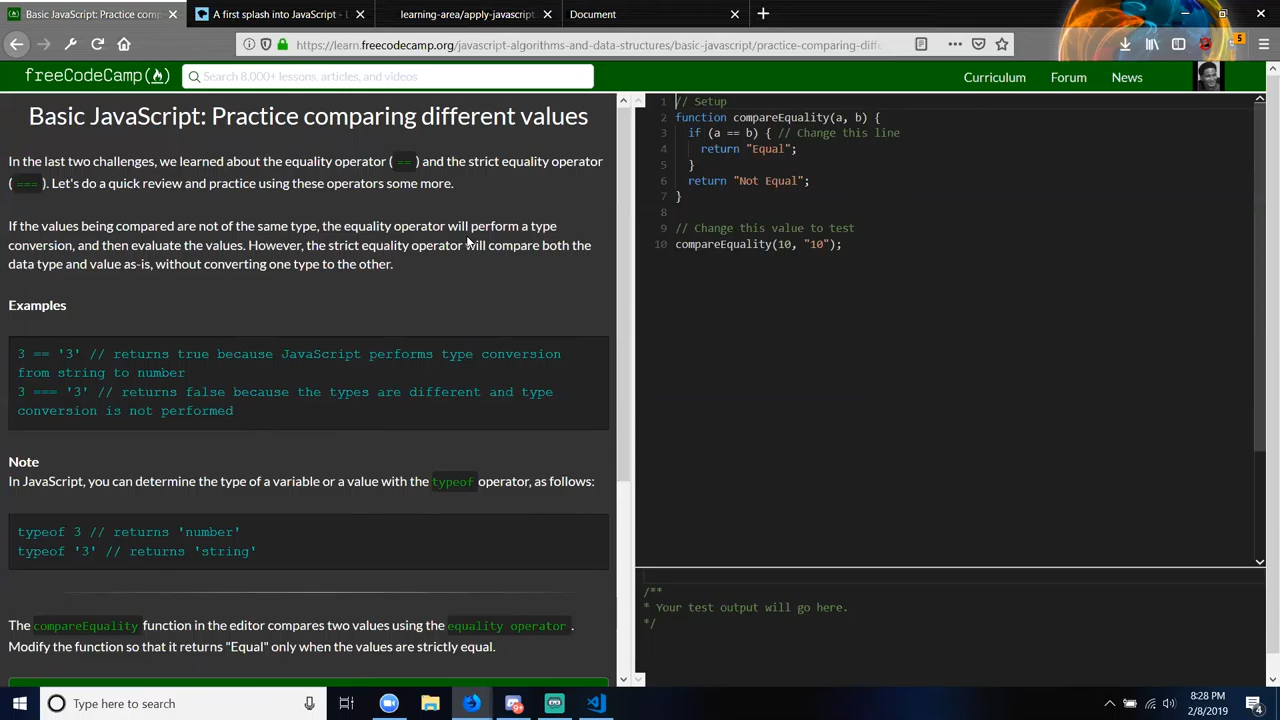 Basic JavaScript: Practice comp
A first splash into JavaScript - L
learning-area/apply-javascript
Document
https://learn.freecodecamp.org/javascript-algorithms-and-data-structures/basic-javascript/practice-comparing-diffe
5
freeCodeCamp
Search 8,000+ lessons, articles, and videos
Curriculum
Forum
News
Basic JavaScript: Practice comparing different values
In the last two challenges, we learned about the equality operator ( == ) and the strict equality operator
( === ). Let's do a quick review and practice using these operators some more.
If the values being compared are not of the same type, the equality operator will perform a type
conversion, and then evaluate the values. However, the strict equality operator will compare both the
data type and value as-is, without converting one type to the other.
Examples
3 == '3' // returns true because JavaScript performs type conversion
from string to number
3 === '3' // returns false because the types are different and type
conversion is not performed
Note
In JavaScript, you can determine the type of a variable or a value with the typeof operator, as follows:
typeof 3 // returns 'number'
typeof '3' // returns 'string'
The compareEquality function in the editor compares two values using the equality operator .
Modify the function so that it returns "Equal" only when the values are strictly equal.
1 // Setup
2 function compareEquality(a, b) {
3 if (a == b) { // Change this line
4 return "Equal";
5 }
6 return "Not Equal";
7 }
8
9 // Change this value to test
10 compareEquality(10, "10");
/**
* Your test output will go here.
*/
Type here to search
8:28 PM
2/8/2019
4